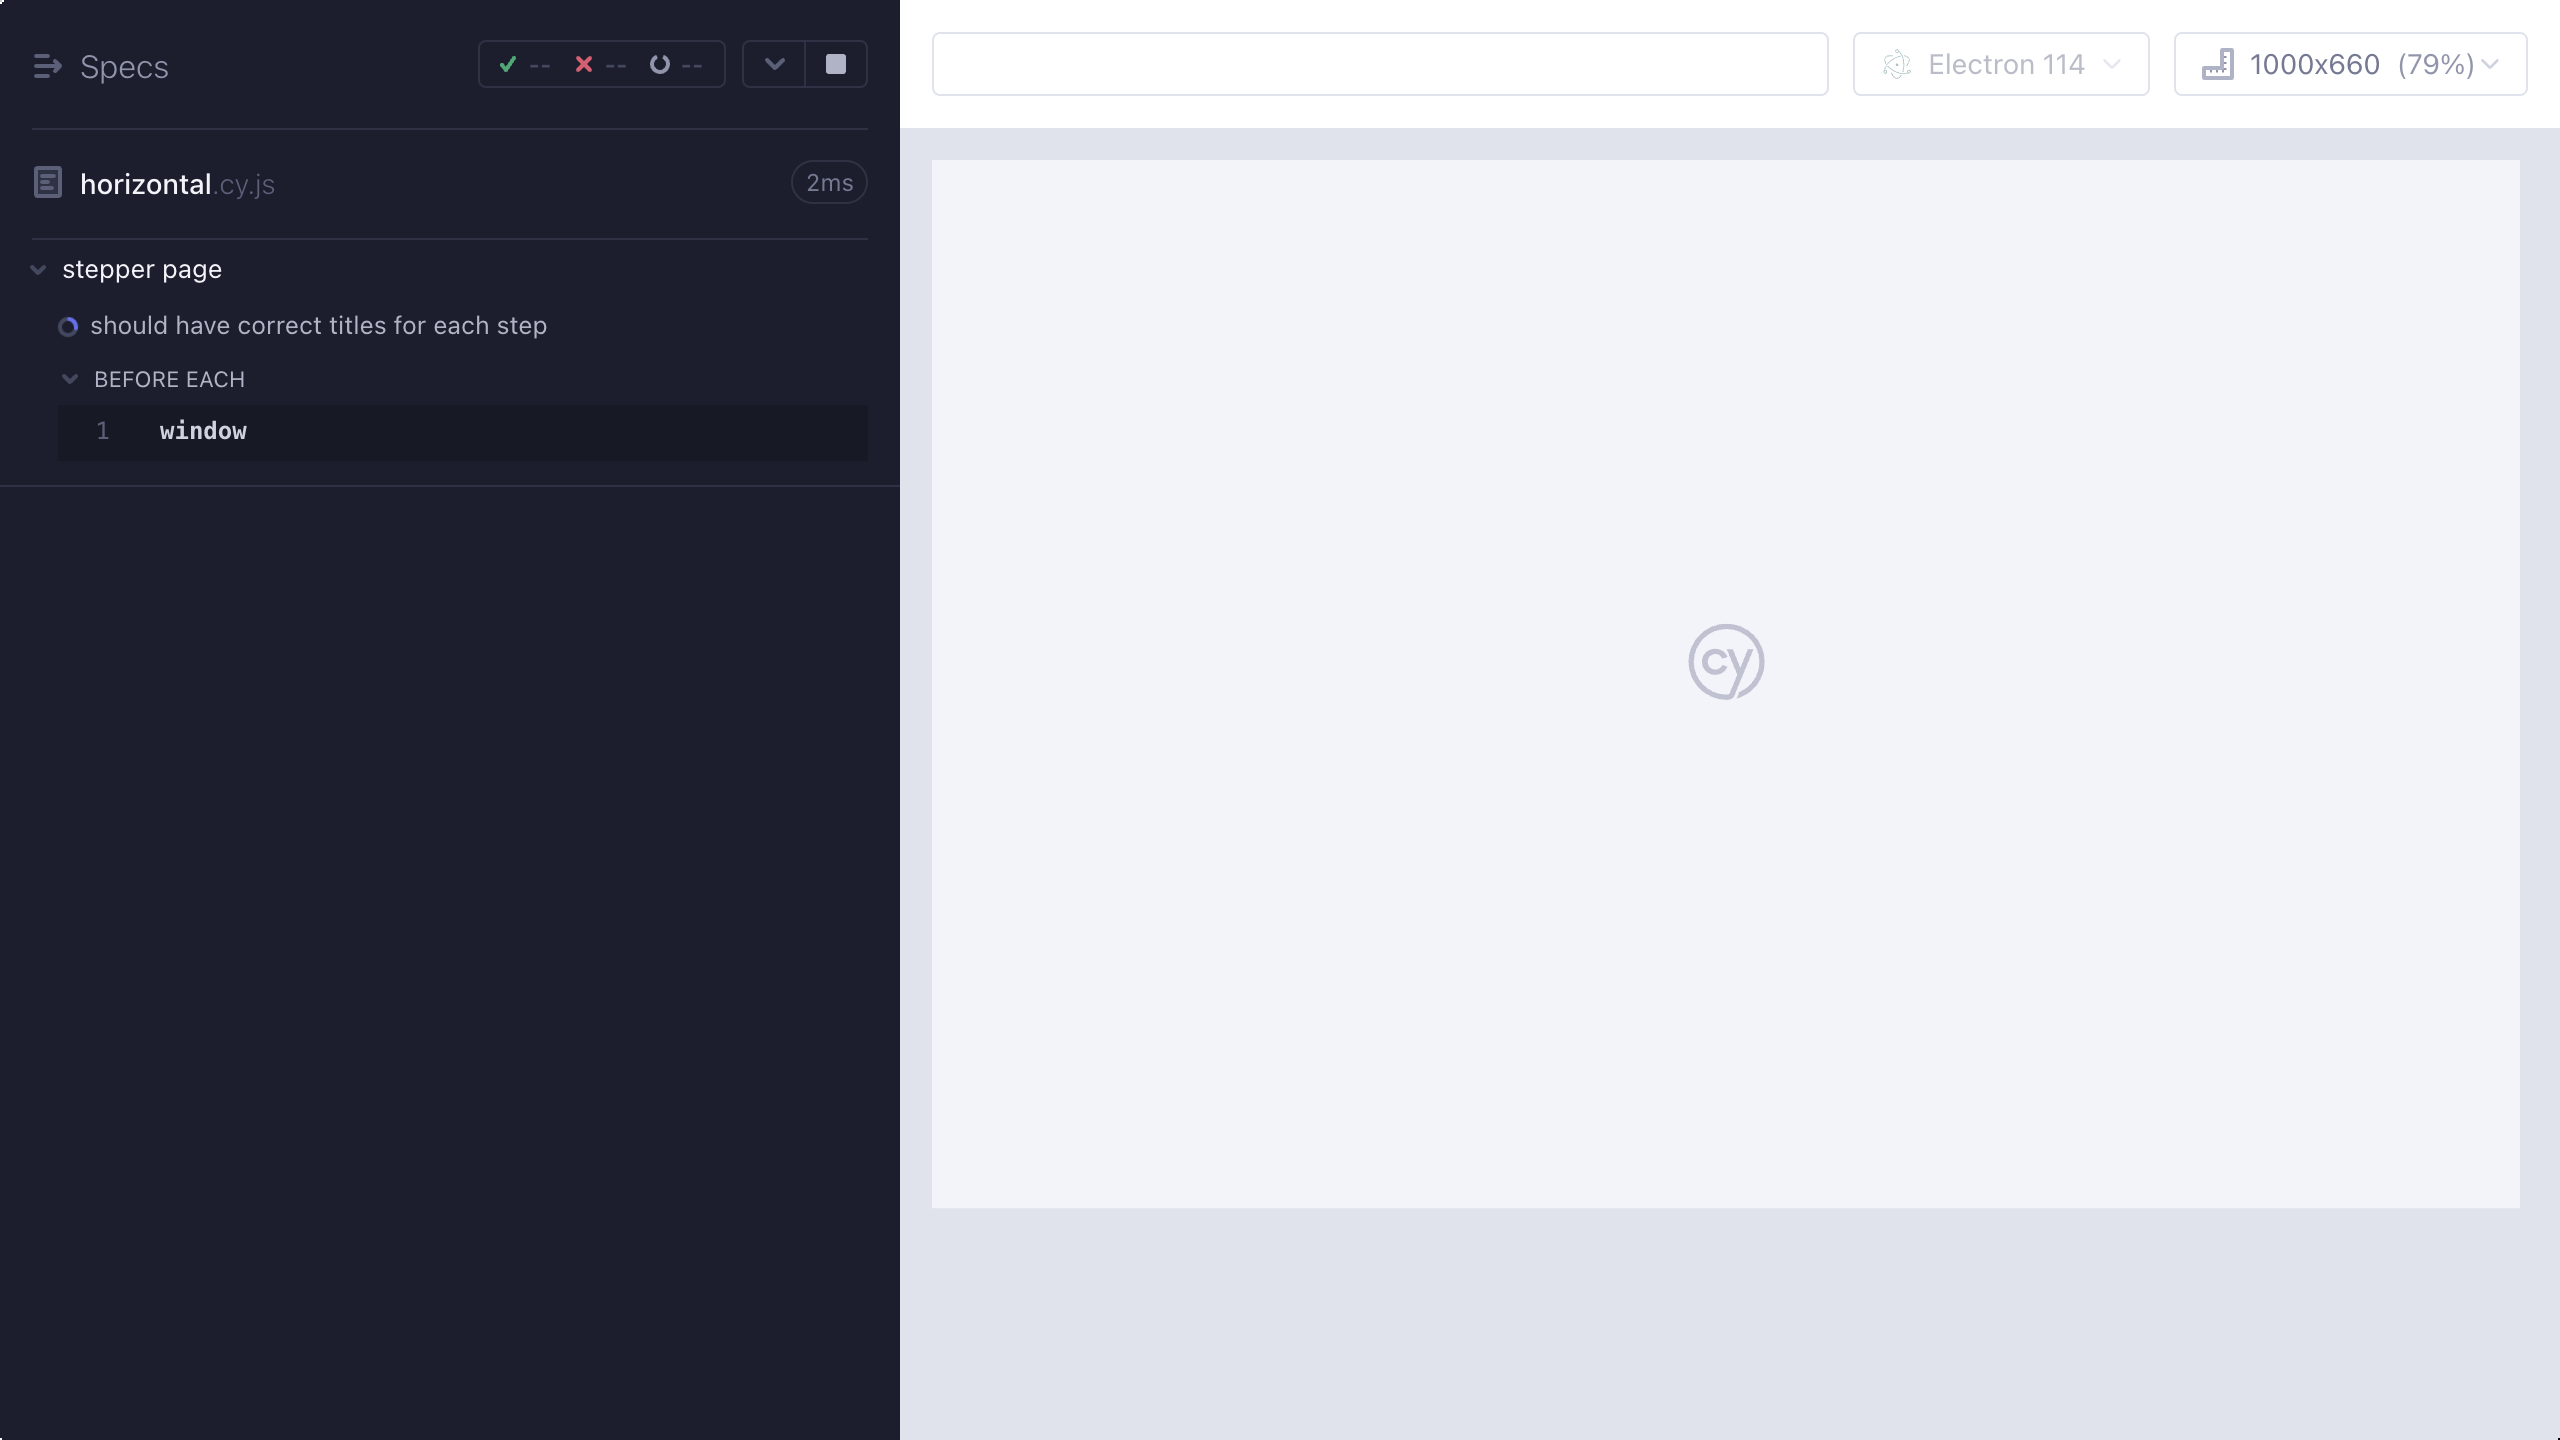 Specs
-- -- --
horizontal.cy.js
2ms
stepper page
should have correct titles for each step
BEFORE EACH
1 window
Electron 114
1000x660 (79%)
cy